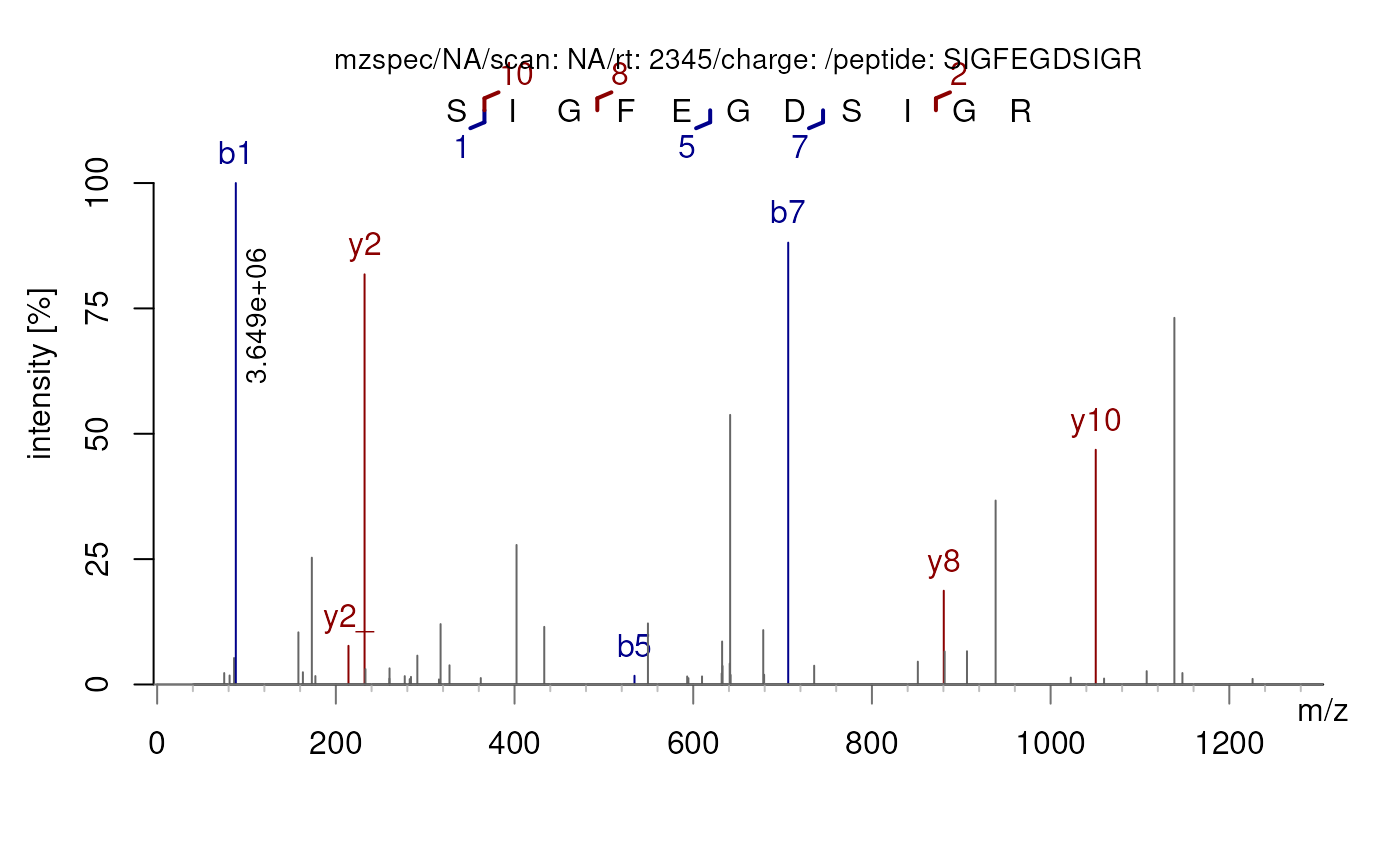 mzspec/NA/scan: NA/rt: 2345/charge: /peptide: SIGFEGDSIGR
10 8 2
S I G F E G D S I G R
1 5 7
b1
b7
y2
3.649e+06
y10
y8
y2_
b5
intensity [%]
100
75
50
25
0
m/z
0 200 400 600 800 1000 1200